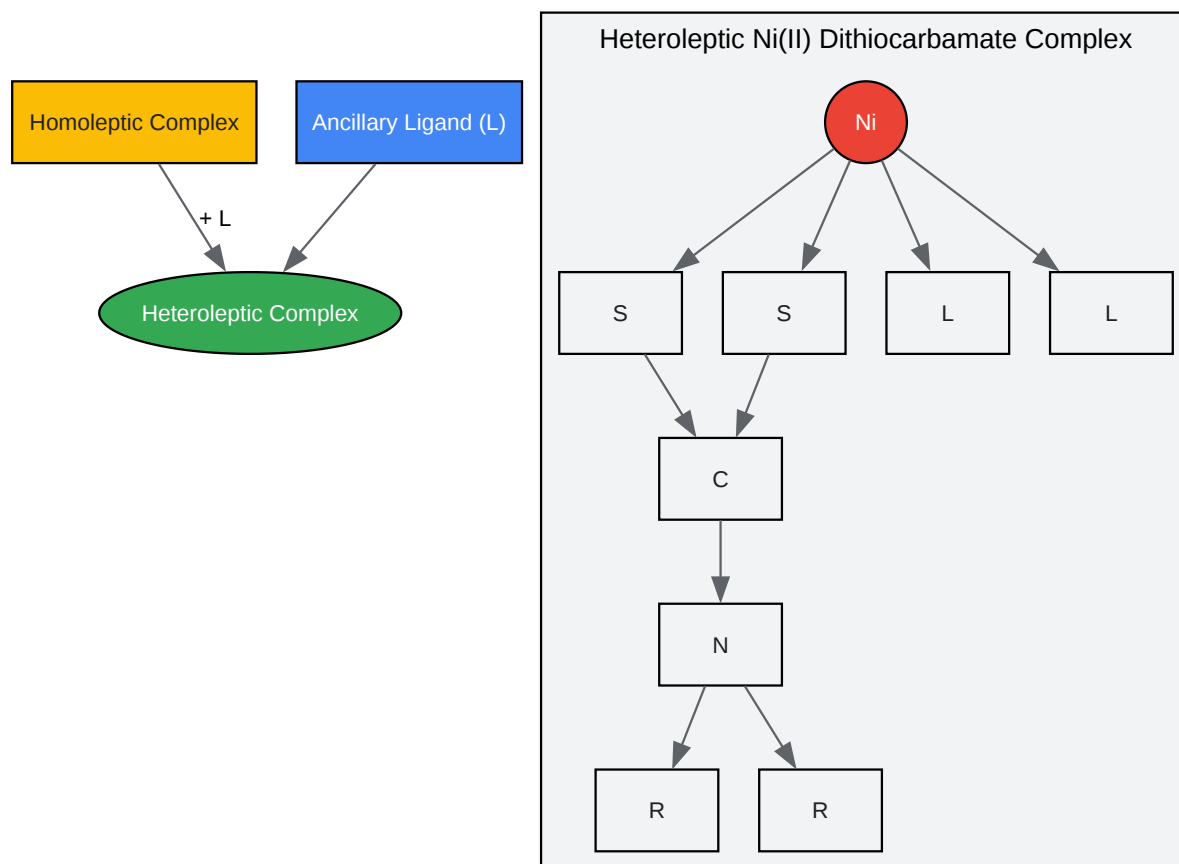 Heteroleptic Ni(II) Dithiocarbamate Complex
Homoleptic Complex
Ancillary Ligand (L)
+ L
Heteroleptic Complex
Ni
S
S
L
L
C
N
R
R